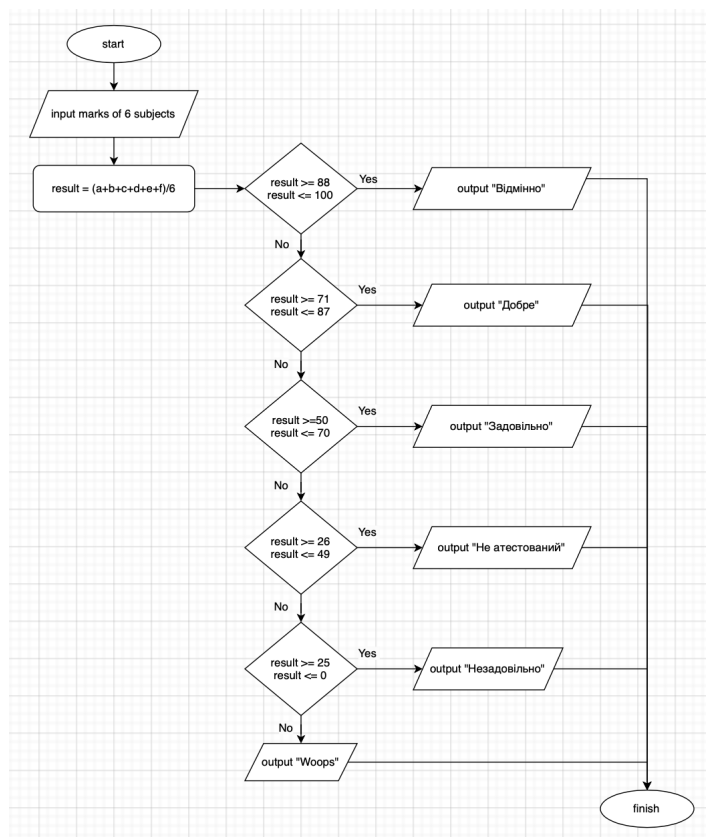 start
input marks of 6 subjects
result = (a+b+c+d+e+f)/6
result >= 88
result <= 100
Yes
output "Відмінно"
No
result >= 71
result <= 87
Yes
output "Добре"
No
result >=50
result <= 70
Yes
output "Задовільно"
No
result >= 26
result <= 49
Yes
output "Не атестований"
No
result >= 25
result <= 0
Yes
output "Незадовільно"
No
output "Woops"
finish